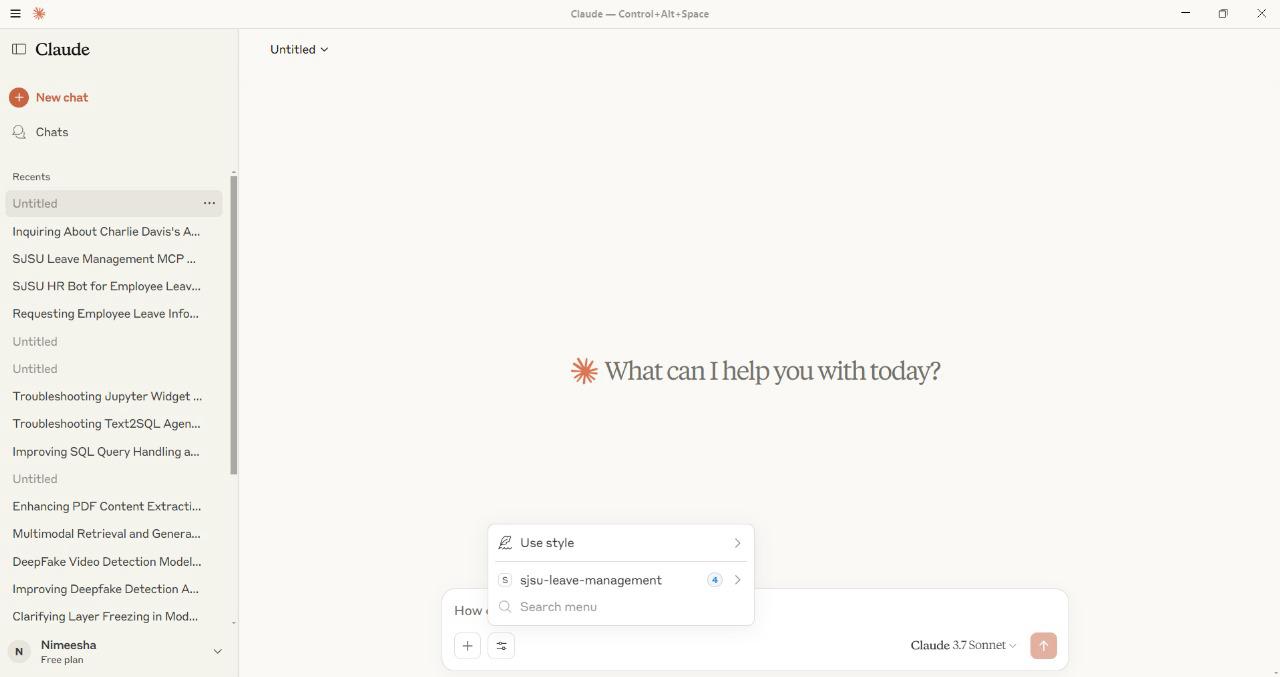 Claude — Control+Alt+Space
Claude
Untitled
New chat
Chats
Recents
Untitled
Inquiring About Charlie Davis's A...
SJSU Leave Management MCP ...
SJSU HR Bot for Employee Leav...
Requesting Employee Leave Info...
Untitled
Untitled
Troubleshooting Jupyter Widget ...
Troubleshooting Text2SQL Agen...
Improving SQL Query Handling a...
Untitled
Enhancing PDF Content Extracti...
Multimodal Retrieval and Genera...
DeepFake Video Detection Model...
Improving Deepfake Detection A...
Clarifying Layer Freezing in Mod...
N
Nimeesha
Free plan
What can I help you with today?
Use style
S sjsu-leave-management 4
Search menu
How
Claude 3.7 Sonnet